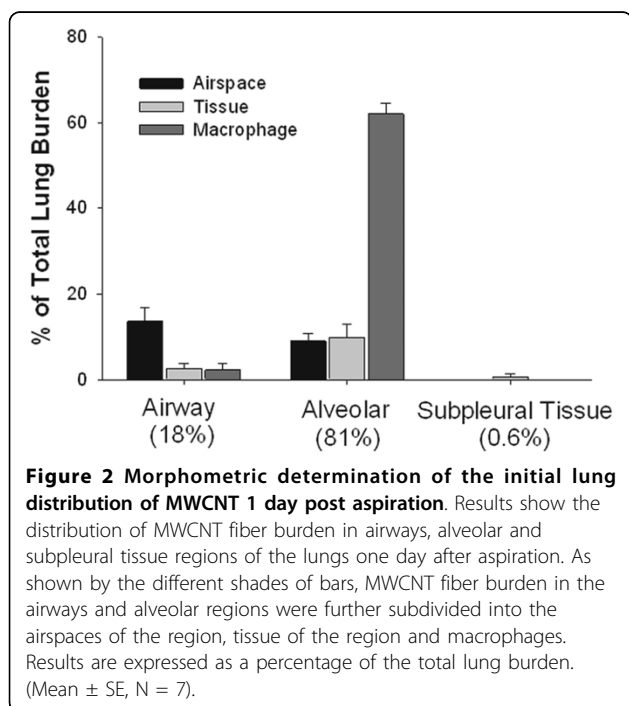 80
60
40
20
0
% of Total Lung Burden
Airspace
Tissue
Macrophage
Airway
(18%)
Alveolar
(81%)
Subpleural Tissue
(0.6%)
Figure 2 Morphometric determination of the initial lung
distribution of MWCNT 1 day post aspiration. Results show the
distribution of MWCNT fiber burden in airways, alveolar and
subpleural tissue regions of the lungs one day after aspiration. As
shown by the different shades of bars, MWCNT fiber burden in the
airways and alveolar regions were further subdivided into the
airspaces of the region, tissue of the region and macrophages.
Results are expressed as a percentage of the total lung burden.
(Mean ± SE, N = 7).